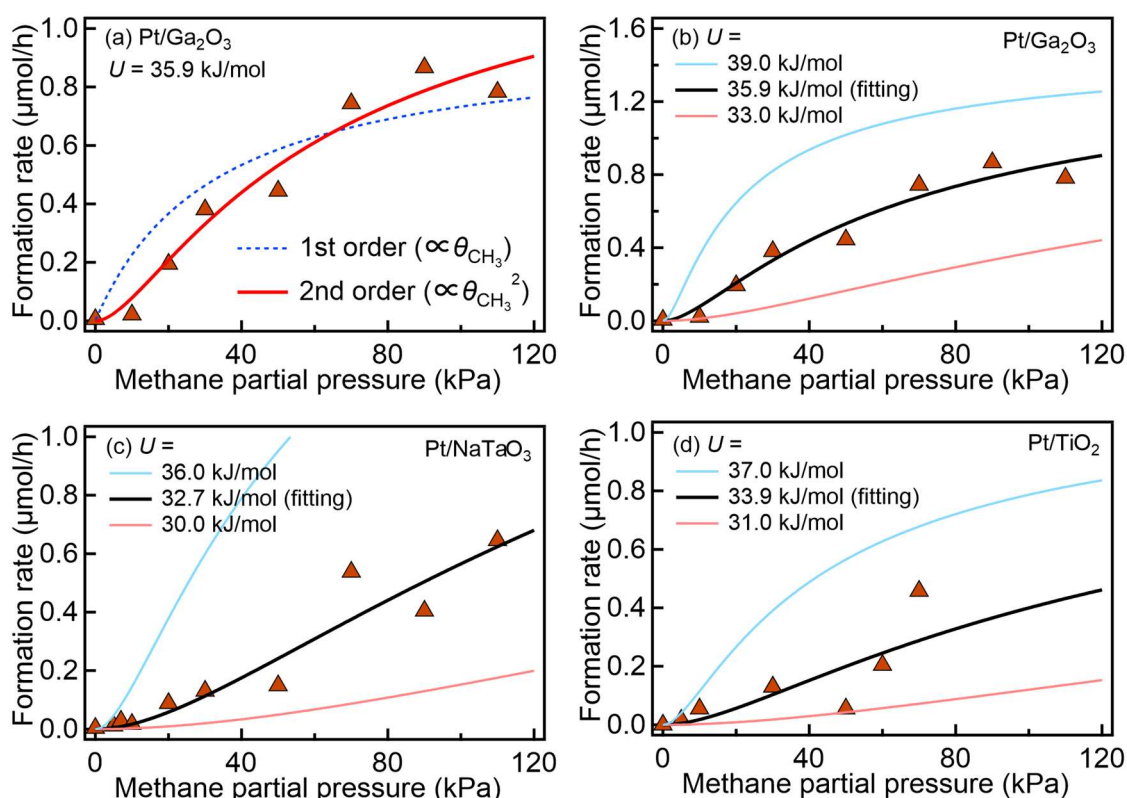 (a) Pt/Ga₂O₃
U = 35.9 kJ/mol
1st order (∝θ_CH₃)
2nd order (∝θ_CH₃²)
Formation rate (μmol/h)
1.0
0.8
0.6
0.4
0.2
0.0
0 40 80 120
Methane partial pressure (kPa)
(b) U =
Pt/Ga₂O₃
39.0 kJ/mol
35.9 kJ/mol (fitting)
33.0 kJ/mol
Formation rate (μmol/h)
1.6
1.2
0.8
0.4
0.0
0 40 80 120
Methane partial pressure (kPa)
(c) U =
Pt/NaTaO₃
36.0 kJ/mol
32.7 kJ/mol (fitting)
30.0 kJ/mol
Formation rate (μmol/h)
1.0
0.8
0.6
0.4
0.2
0.0
0 40 80 120
Methane partial pressure (kPa)
(d) U =
Pt/TiO₂
37.0 kJ/mol
33.9 kJ/mol (fitting)
31.0 kJ/mol
Formation rate (μmol/h)
1.0
0.8
0.6
0.4
0.2
0.0
0 40 80 120
Methane partial pressure (kPa)